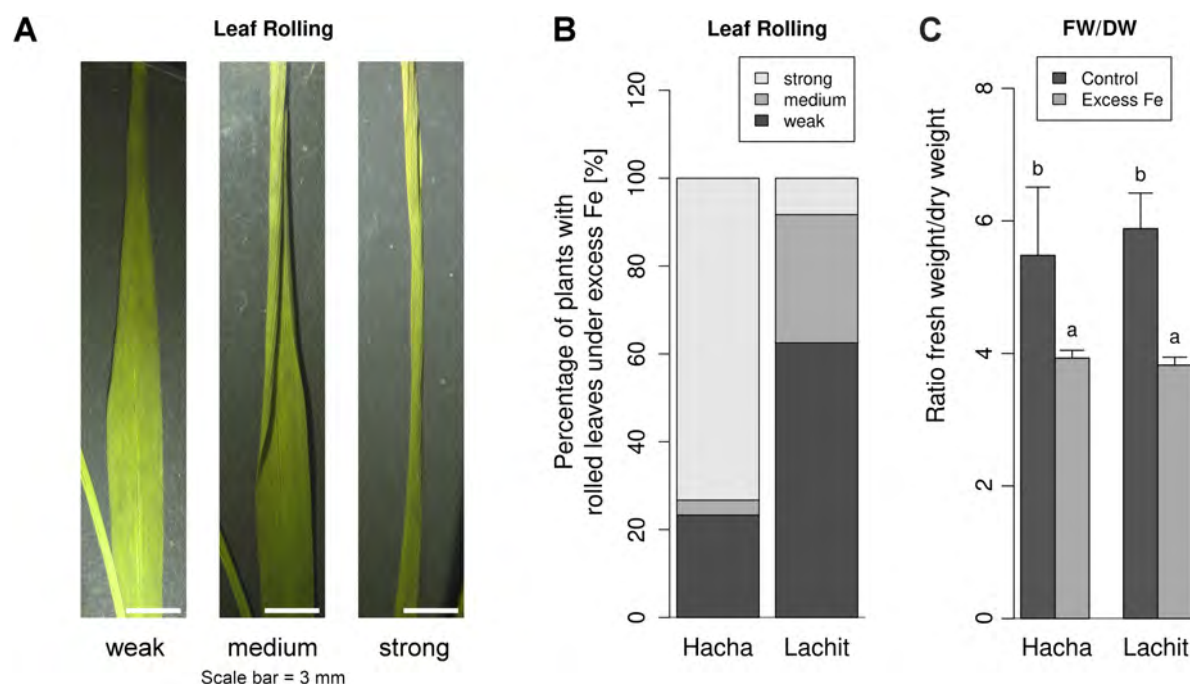 A
Leaf Rolling
weak
medium
strong
Scale bar = 3 mm
B
Leaf Rolling
strong
medium
weak
Percentage of plants with
rolled leaves under excess Fe [%]
120
100
80
60
40
20
0
Hacha
Lachit
C
FW/DW
Control
Excess Fe
Ratio fresh weight/dry weight
8
6
4
2
0
b
a
b
a
Hacha
Lachit